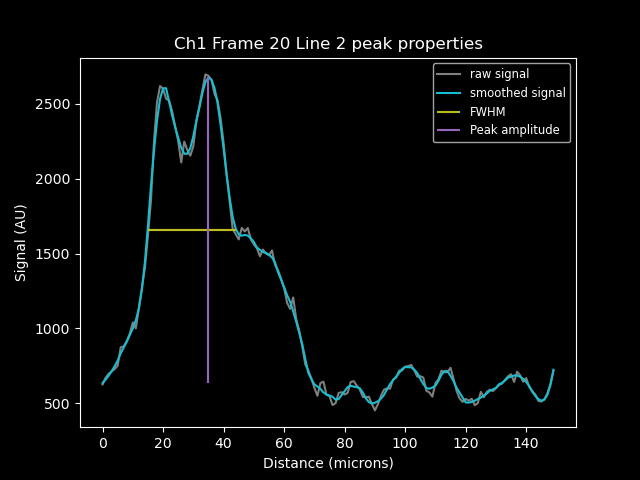 Ch1 Frame 20 Line 2 peak properties
raw signal
smoothed signal
FWHM
Peak amplitude
2500
2000
1500
1000
500
Signal (AU)
0 20 40 60 80 100 120 140
Distance (microns)